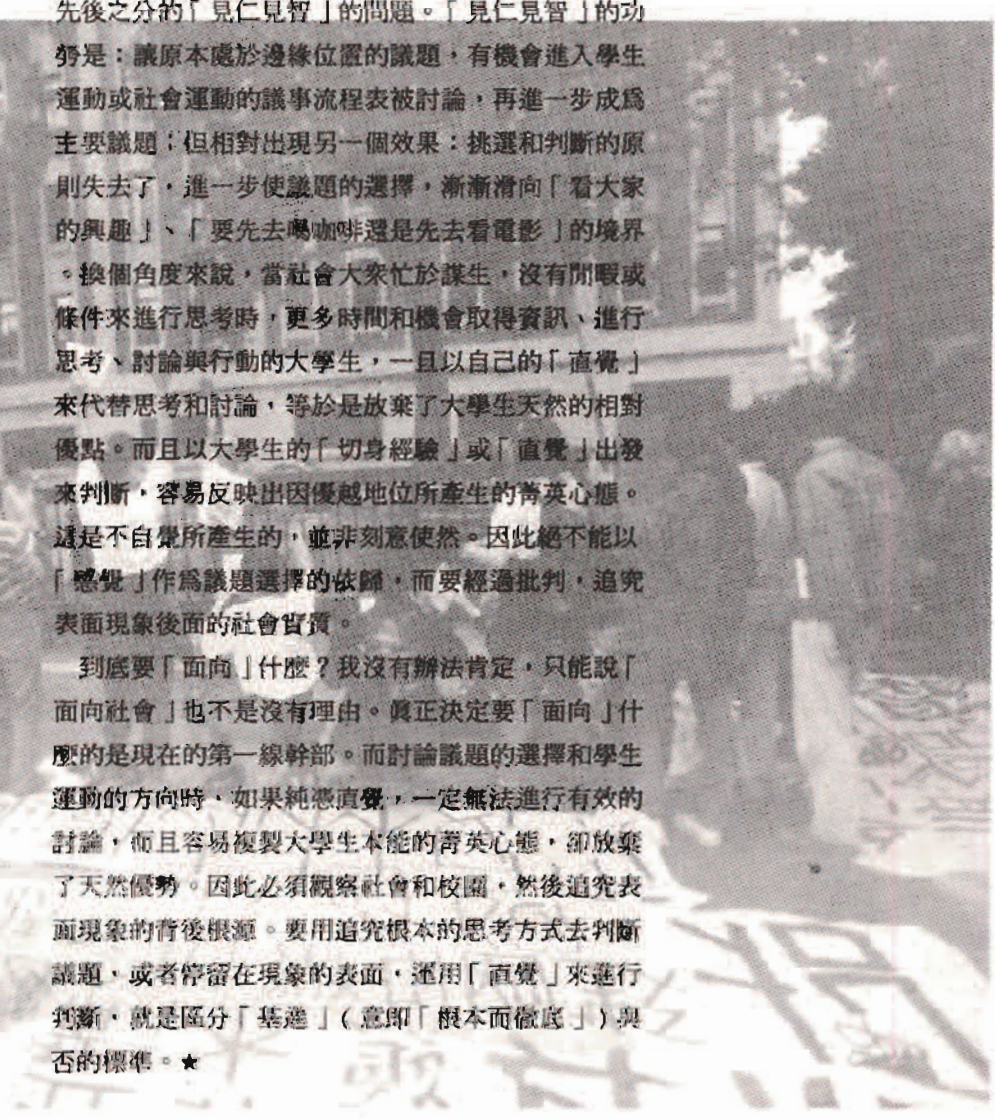 先後之分的「見仁見智」的問題。「見仁見智」的功
勞是：讓原本處於邊緣位置的議題，有機會進入學生
運動或社會運動的議事流程表被討論，再進一步成爲
主要議題；但相對出現另一個效果：挑選和判斷的原
則失去了，進一步使議題的選擇，漸漸滑向「看大家
的興趣」、「要先去喝咖啡還是先去看電影」的境界
。換個角度來說，當社會大衆忙於謀生，沒有閒暇或
條件來進行思考時，更多時間和機會取得資訊、進行
思考、討論與行動的大學生，一旦以自己的「直覺」
來代替思考和討論，等於是放棄了大學生天然的相對
優點。而且以大學生的「切身經驗」或「直覺」出發
來判斷，容易反映出因優越地位所產生的菁英心態。
這是不自覺所產生的，並非刻意使然。因此絕不能以
「感覺」作爲議題選擇的依歸，而要經過批判，追究
表面現象後面的社會實質。
到底要「面向」什麼？我沒有辦法肯定，只能說「
面向社會」也不是沒有理由。眞正決定要「面向」什
麼的是現在的第一線幹部。而討論議題的選擇和學生
運動的方向時，如果純憑直覺，一定無法進行有效的
討論，而且容易複製大學生本能的菁英心態，卻放棄
了天然優勢。因此必須觀察社會和校園，然後追究表
面現象的背後根源。要用追究根本的思考方式去判斷
議題，或者停留在現象的表面，運用「直覺」來進行
判斷，就是區分「基進」（意即「根本而徹底」）與
否的標準。★